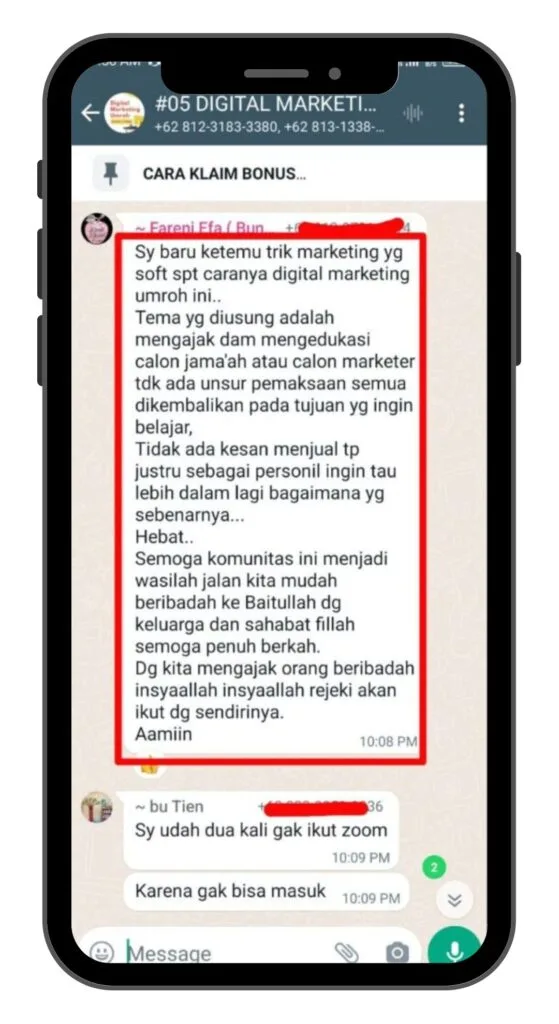 #05 DIGITAL MARKETI...
+62 812-3183-3380, +62 813-1338-...
CARA KLAIM BONUS...
~ Fareni Efa ( Bun...
Sy baru ketemu trik marketing yg
soft spt caranya digital marketing
umroh ini..
Tema yg diusung adalah
mengajak dam mengedukasi
calon jama'ah atau calon marketer
tdk ada unsur pemaksaan semua
dikembalikan pada tujuan yg ingin
belajar,
Tidak ada kesan menjual tp
justru sebagai personil ingin tau
lebih dalam lagi bagaimana yg
sebenarnya...
Hebat..
Semoga komunitas ini menjadi
wasilah jalan kita mudah
beribadah ke Baitullah dg
keluarga dan sahabat fillah
semoga penuh berkah.
Dg kita mengajak orang beribadah
insyaallah insyaallah rejeki akan
ikut dg sendirinya.
Aamiin
10:08 PM
~ bu Tien
Sy udah dua kali gak ikut zoom
10:09 PM
2
Karena gak bisa masuk 10:09 PM
Message